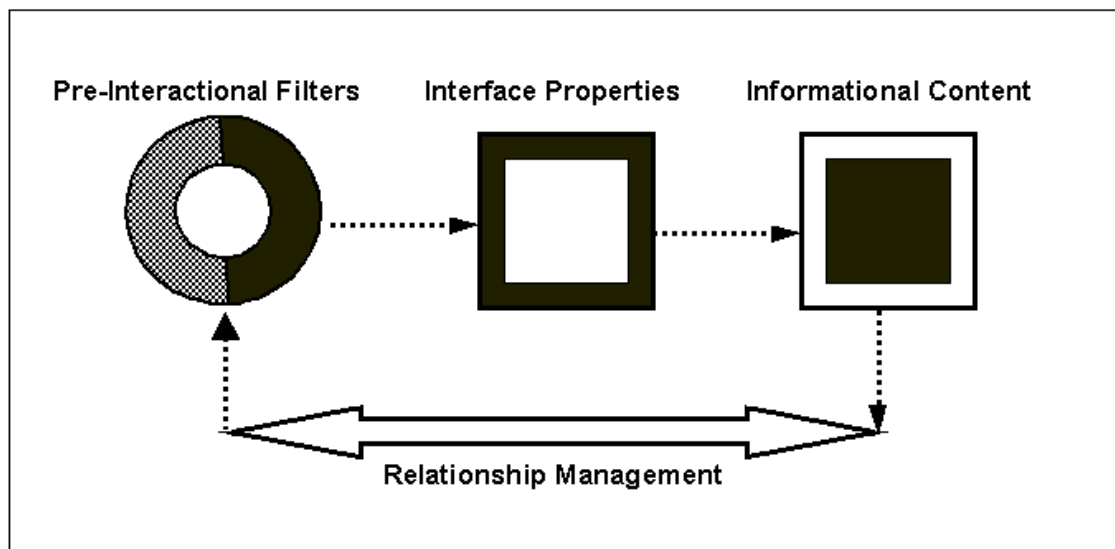 Pre-Interactional Filters
Interface Properties
Informational Content
Relationship Management